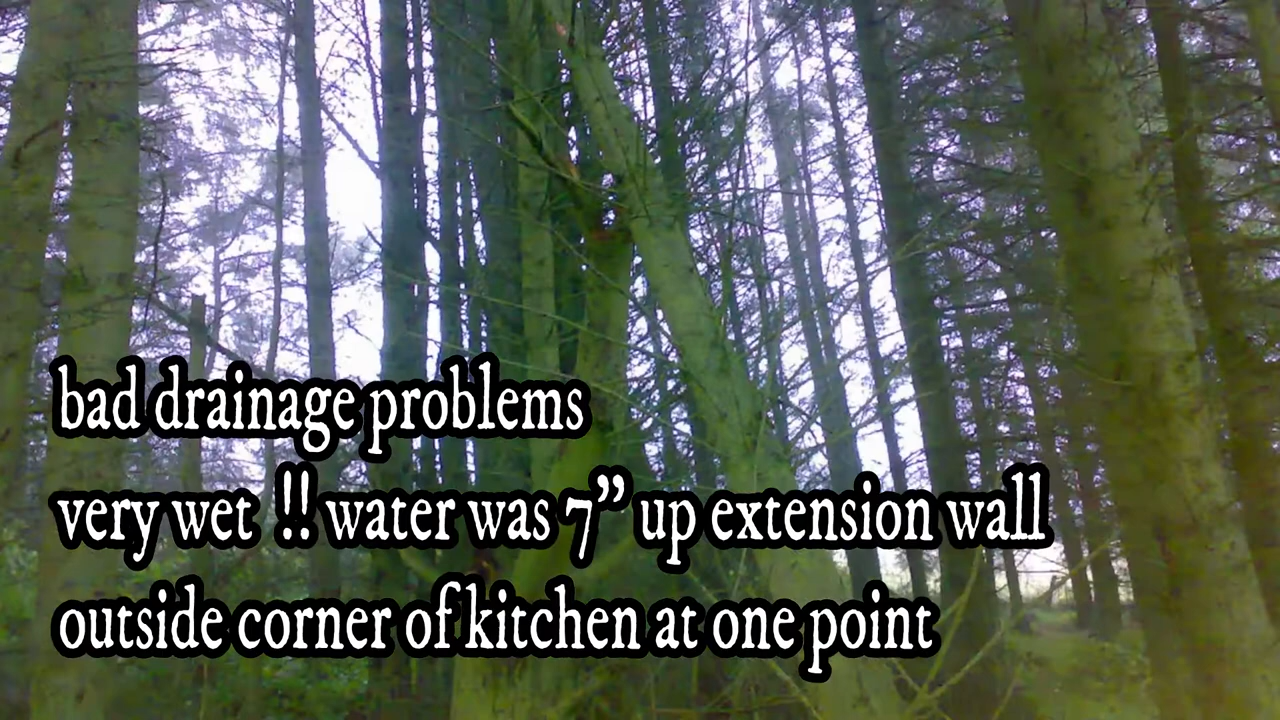 bad drainage problems
very wet  !! water was 7” up extension wall
outside corner of kitchen at one point